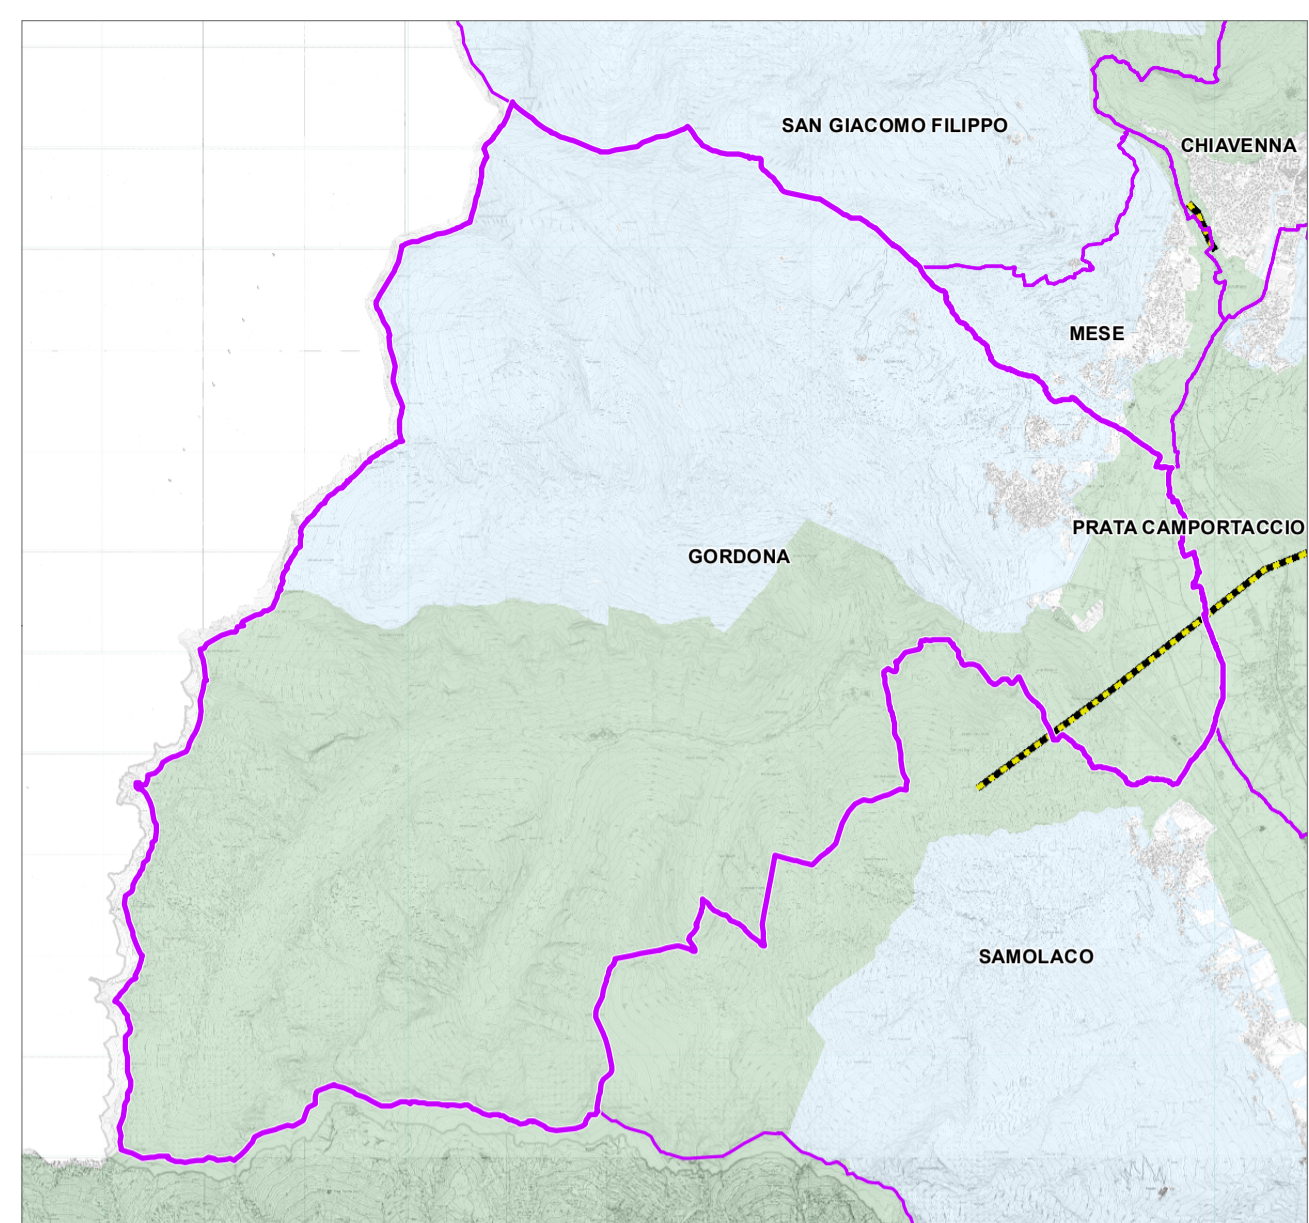 SAN GIACOMO FILIPPO
CHIAVENNA
MESE
PRATA CAMPORTACCIO
GORDONA
SAMOLACO